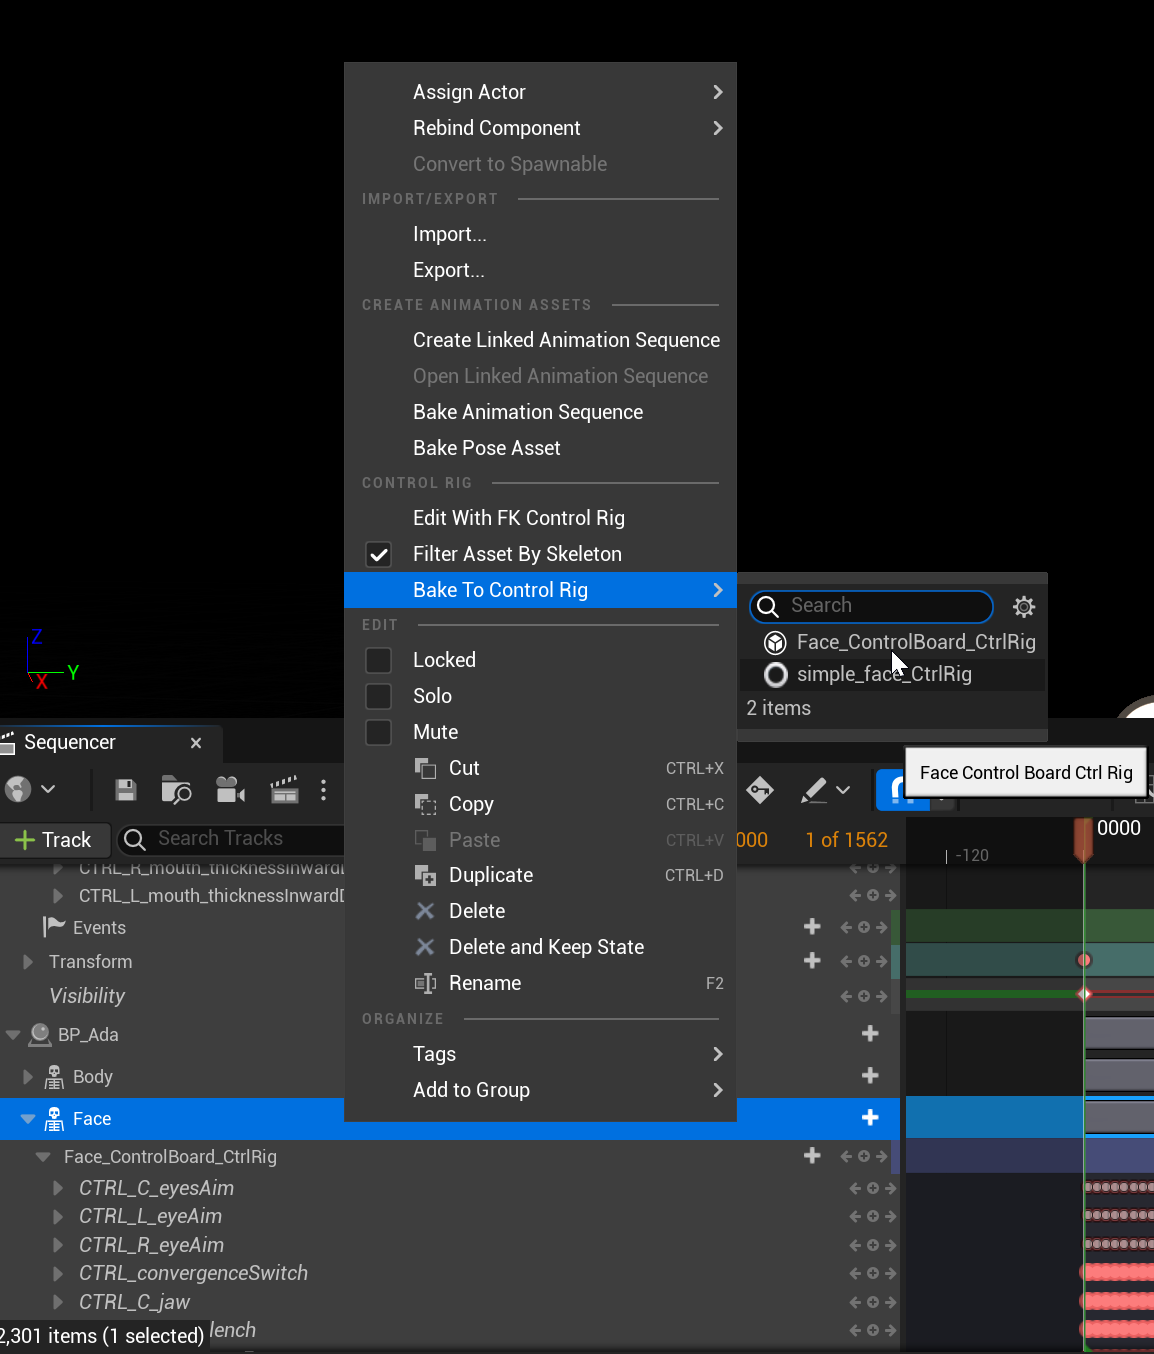 Assign Actor
Rebind Component
Convert to Spawnable
IMPORT/EXPORT
Import...
Export...
CREATE ANIMATION ASSETS
Create Linked Animation Sequence
Open Linked Animation Sequence
Bake Animation Sequence
Bake Pose Asset
CONTROL RIG
Edit With FK Control Rig
Filter Asset By Skeleton
Bake To Control Rig
EDIT
Locked
Solo
Mute
Cut CTRL+X
Copy CTRL+C
Paste CTRL+V
Duplicate CTRL+D
Delete
Delete and Keep State
Rename F2
ORGANIZE
Tags
Add to Group
Search
Face_ControlBoard_CtrlRig
simple_face_CtrlRig
2 items
Face Control Board Ctrl Rig
Z
Y
X
Sequencer
Track
Search Tracks
000 1 of 1562
0000
-120
CTRL_R_mouth_thicknessInwardD
CTRL_L_mouth_thicknessInwardD
Events
Transform
Visibility
BP_Ada
Body
Face
Face_ControlBoard_CtrlRig
CTRL_C_eyesAim
CTRL_L_eyeAim
CTRL_R_eyeAim
CTRL_convergenceSwitch
CTRL_C_jaw
lench
2,301 items (1 selected)